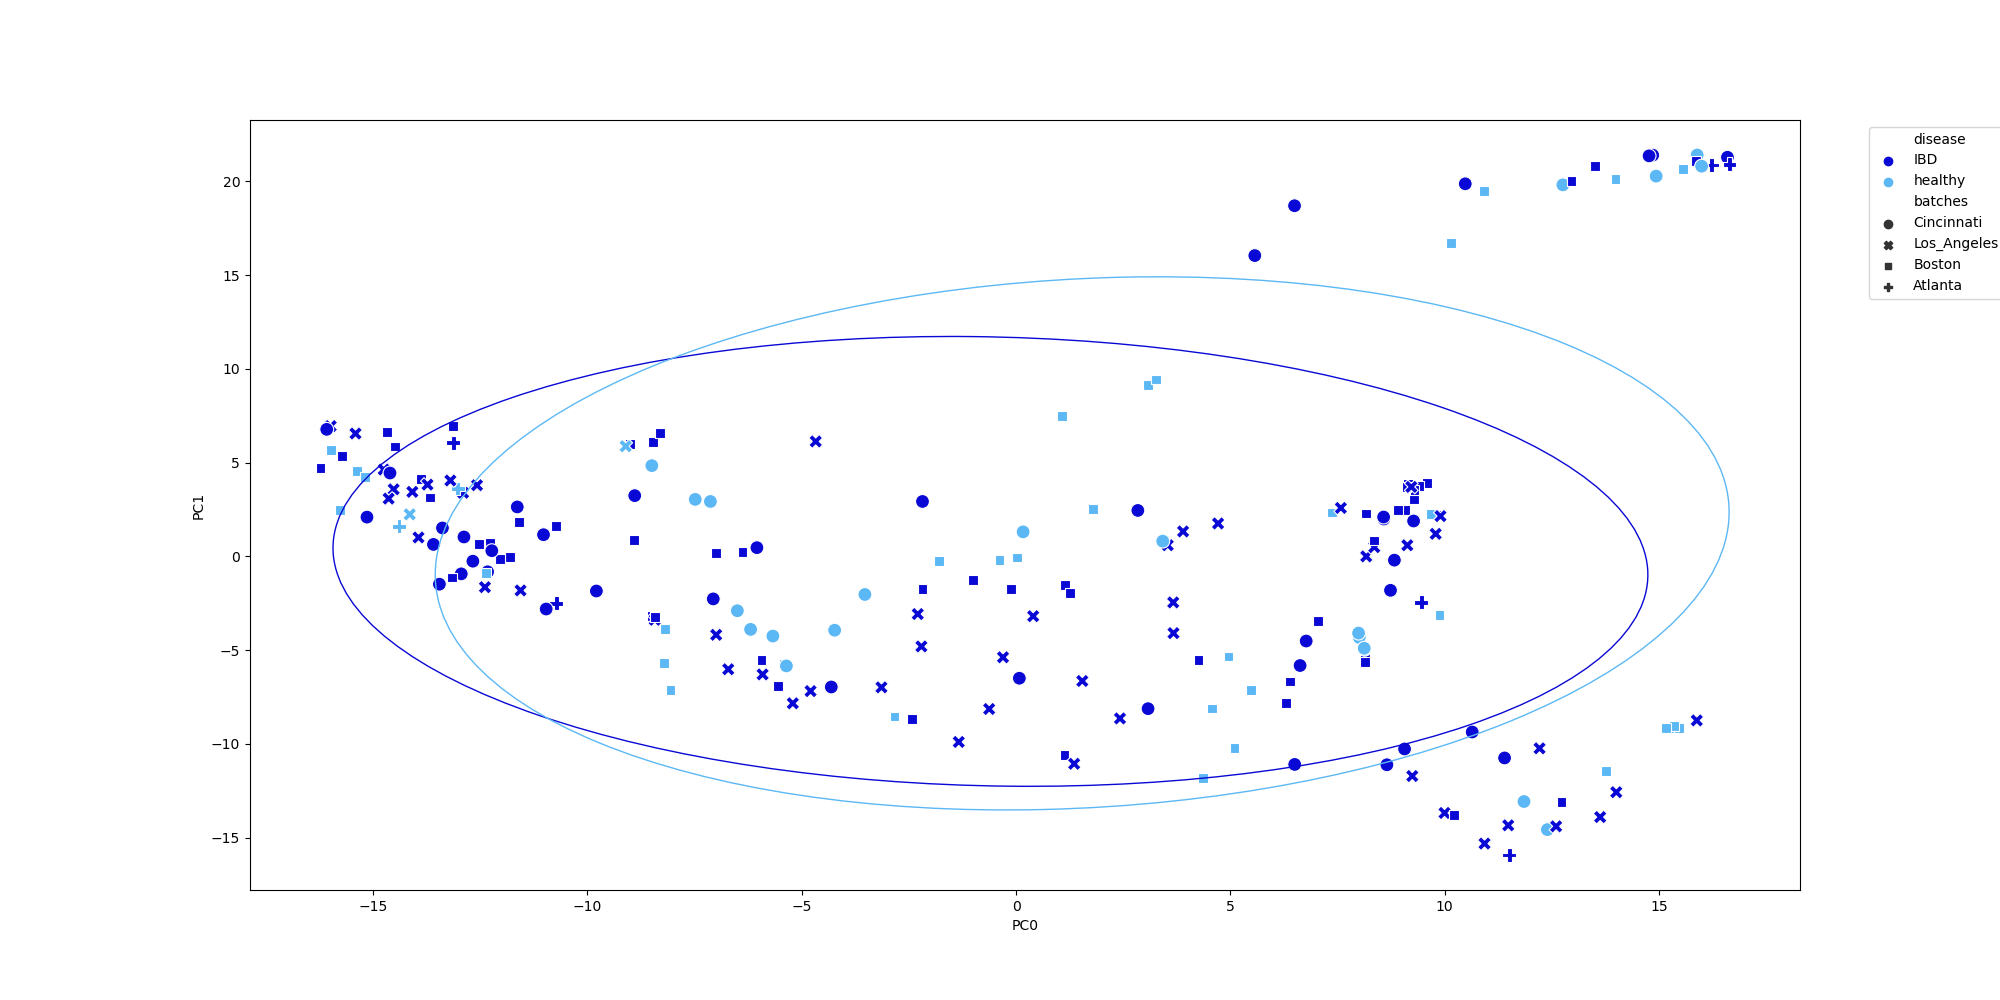 disease
IBD
healthy
batches
Cincinnati
Los_Angeles
Boston
Atlanta
PC1
20
15
10
5
0
−5
−10
−15
−15
−10
−5
0
5
10
15
PC0